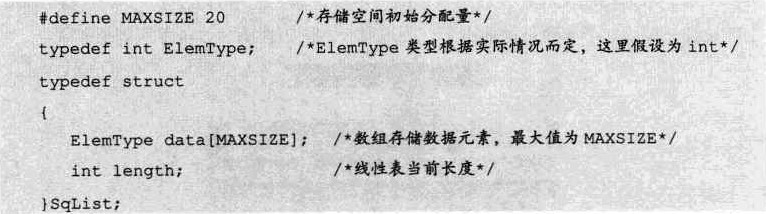 #define MAXSIZE 20 /*存储空间初始分配量*/
typedef int ElemType; /*ElemType 类型根据实际情况而定，这里假设为 int*/
typedef struct
{
ElemType data[MAXSIZE]; /*数组存储数据元素，最大值为 MAXSIZE*/
int length; /*线性表当前长度*/
}SqList;